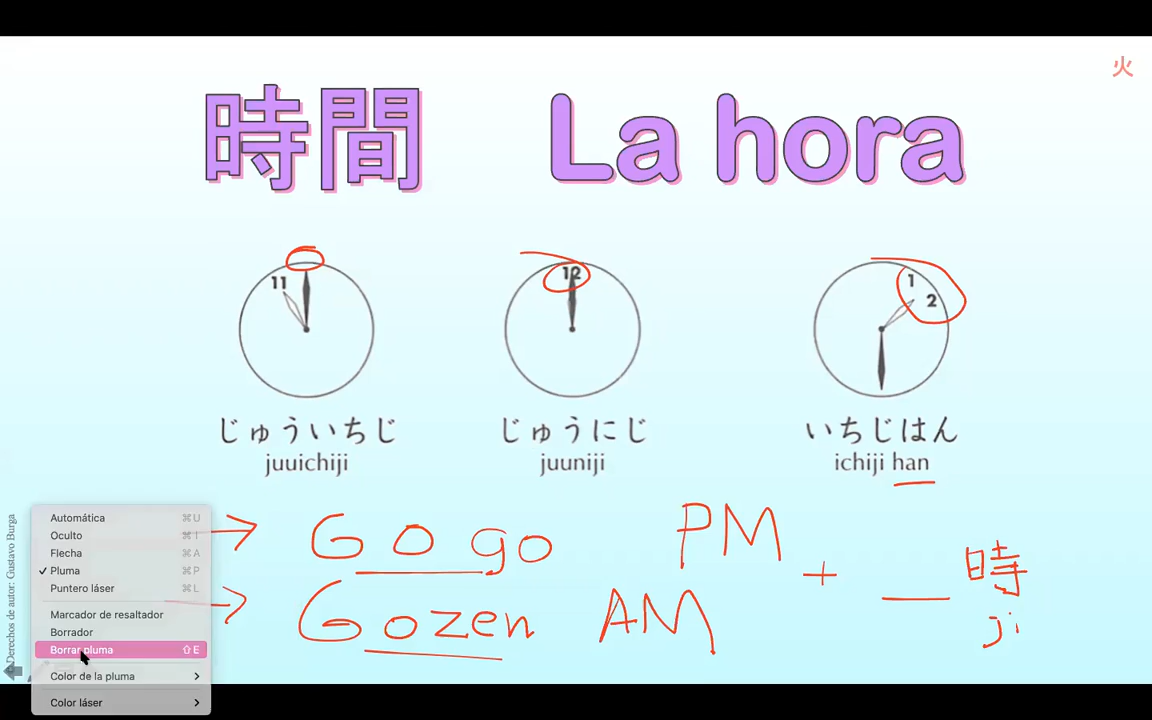 火
時間 La hora
11 12 1
2
じゅういちじ じゅうにじ いちじはん
juuichiji juuniji ichiji han
Gogo PM
Gozen AM + __時
ji
© Derechos de autor: Gustavo Burga
Automática ⌘U
Oculto ⌘I
Flecha ⌘A
✓ Pluma ⌘P
Puntero láser ⌘L
Marcador de resaltador
Borrador
Borrar pluma ⇧E
Color de la pluma >
Color láser >